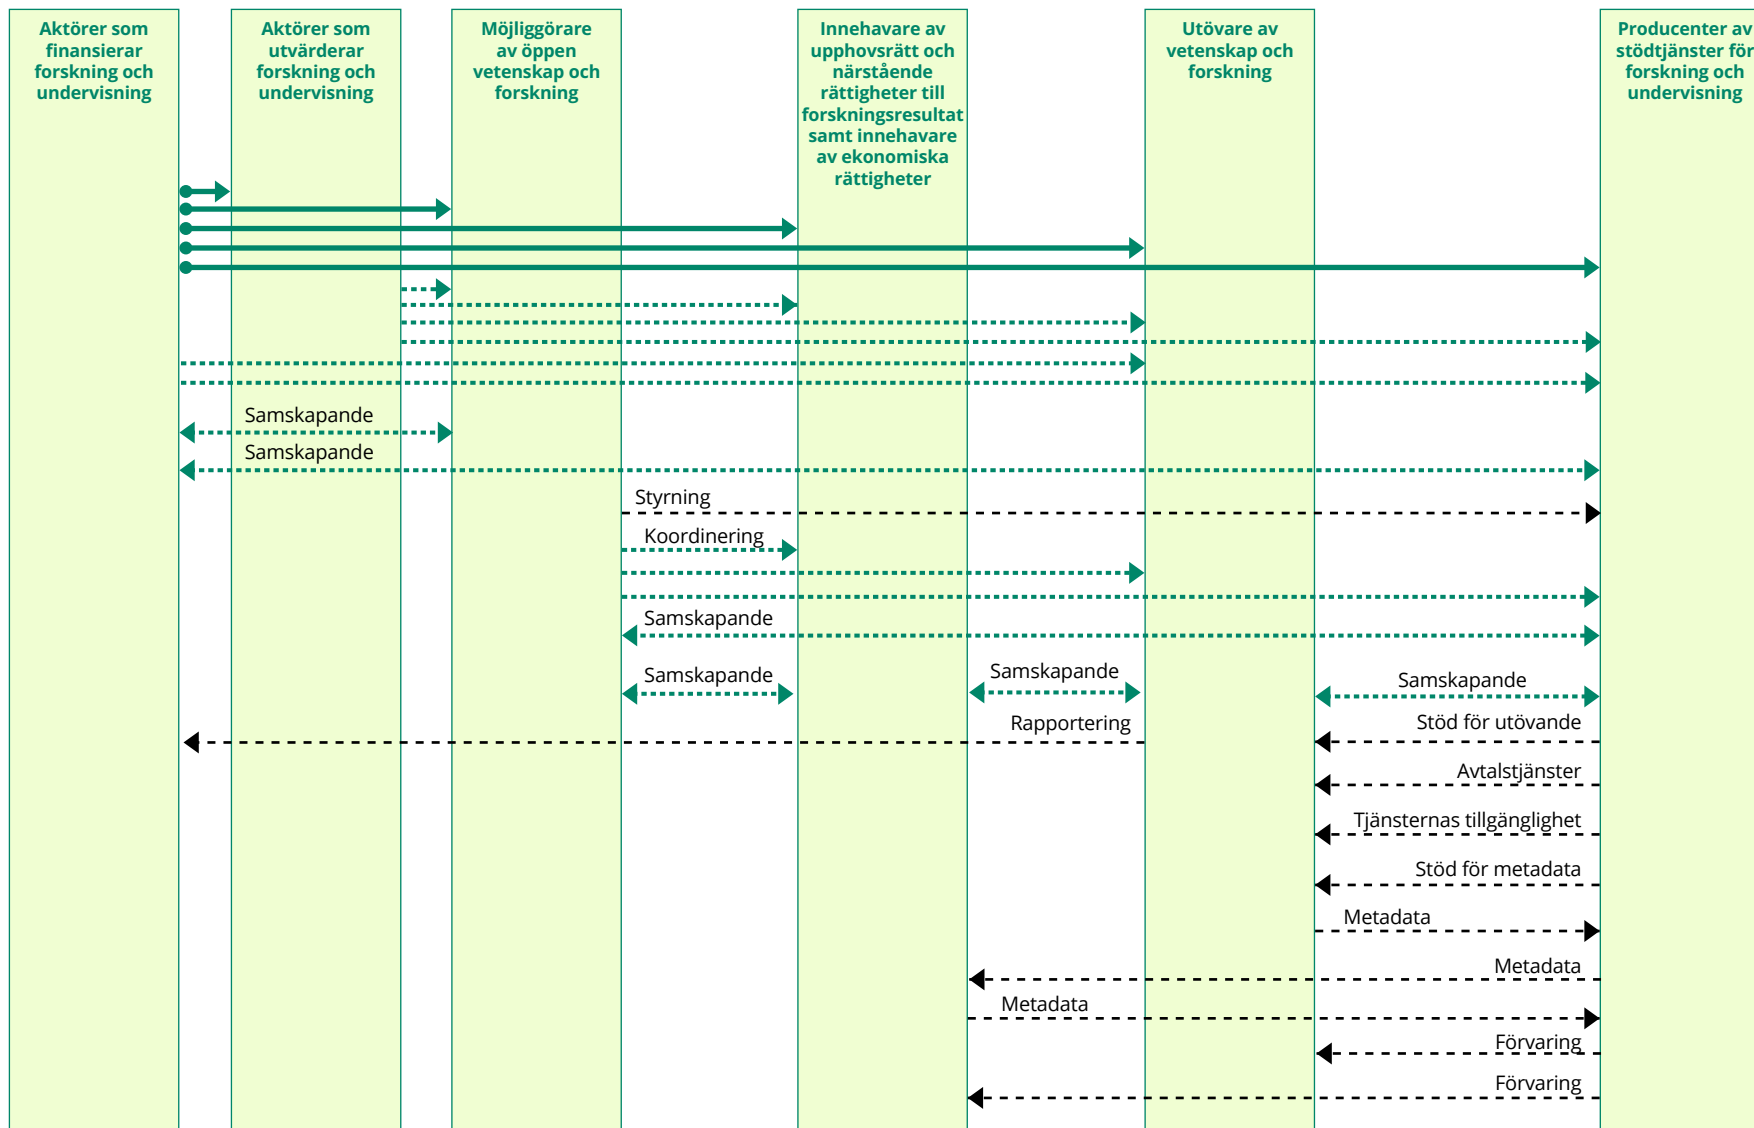 Aktörer som
finansierar
forskning och
undervisning
Aktörer som
utvärderar
forskning och
undervisning
Möjliggörare
av öppen
vetenskap och
forskning
Innehavare av
upphovsrätt och
närstående
rättigheter till
forskningsresultat
samt innehavare
av ekonomiska
rättigheter
Utövare av
vetenskap och
forskning
Producenter av
stödtjänster för
forskning och
undervisning
Samskapande
Samskapande
Styrning
Koordinering
Samskapande
Samskapande
Samskapande
Samskapande
Rapportering
Stöd för utövande
Avtalstjänster
Tjänsternas tillgänglighet
Stöd för metadata
Metadata
Metadata
Metadata
Förvaring
Förvaring